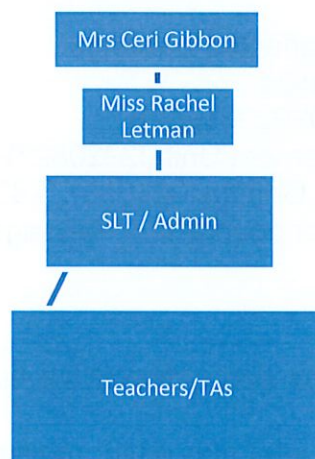 Mrs Ceri Gibbon
Miss Rachel
Letman
SLT / Admin
Teachers/TAs